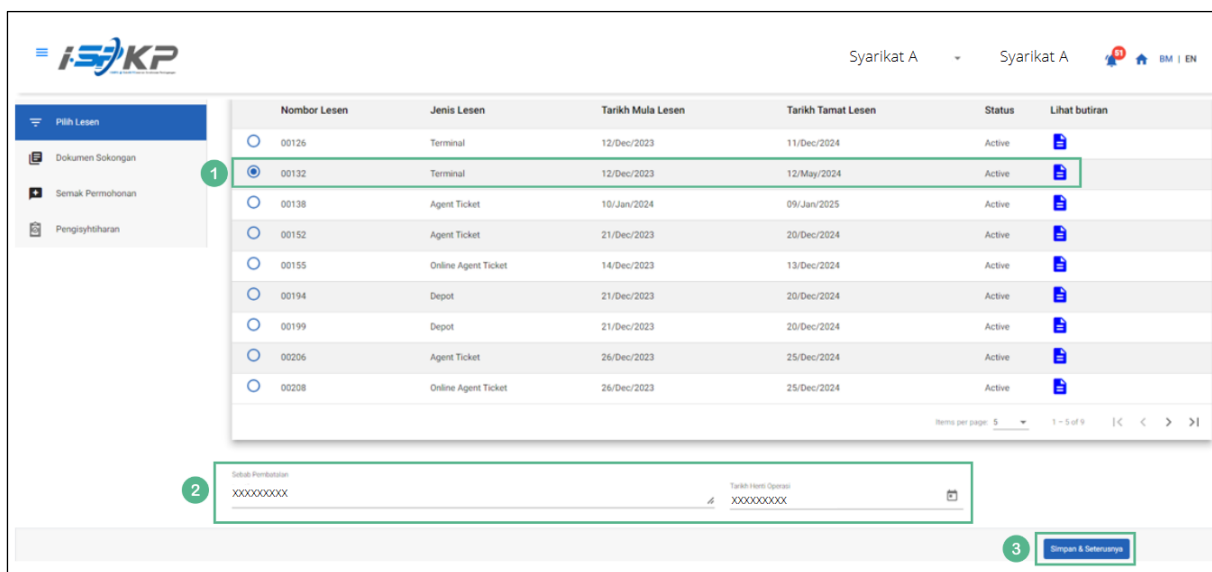 i-SPKP
Syarikat A Syarikat A 51 BM | EN
Pilih Lesen
Dokumen Sokongan
Semak Permohonan
Pengisyhtiharan
Nombor Lesen Jenis Lesen Tarikh Mula Lesen Tarikh Tamat Lesen Status Lihat butiran
00126 Terminal 12/Dec/2023 11/Dec/2024 Active
1 00132 Terminal 12/Dec/2023 12/May/2024 Active
00138 Agent Ticket 10/Jan/2024 09/Jan/2025 Active
00152 Agent Ticket 21/Dec/2023 20/Dec/2024 Active
00155 Online Agent Ticket 14/Dec/2023 13/Dec/2024 Active
00194 Depot 21/Dec/2023 20/Dec/2024 Active
00199 Depot 21/Dec/2023 20/Dec/2024 Active
00206 Agent Ticket 26/Dec/2023 25/Dec/2024 Active
00208 Online Agent Ticket 26/Dec/2023 25/Dec/2024 Active
Items per page: 5 1 – 5 of 9
Sebab Pembatalan Tarikh Henti Operasi
2 XXXXXXXXX XXXXXXXXX
3 Simpan & Seterusnya